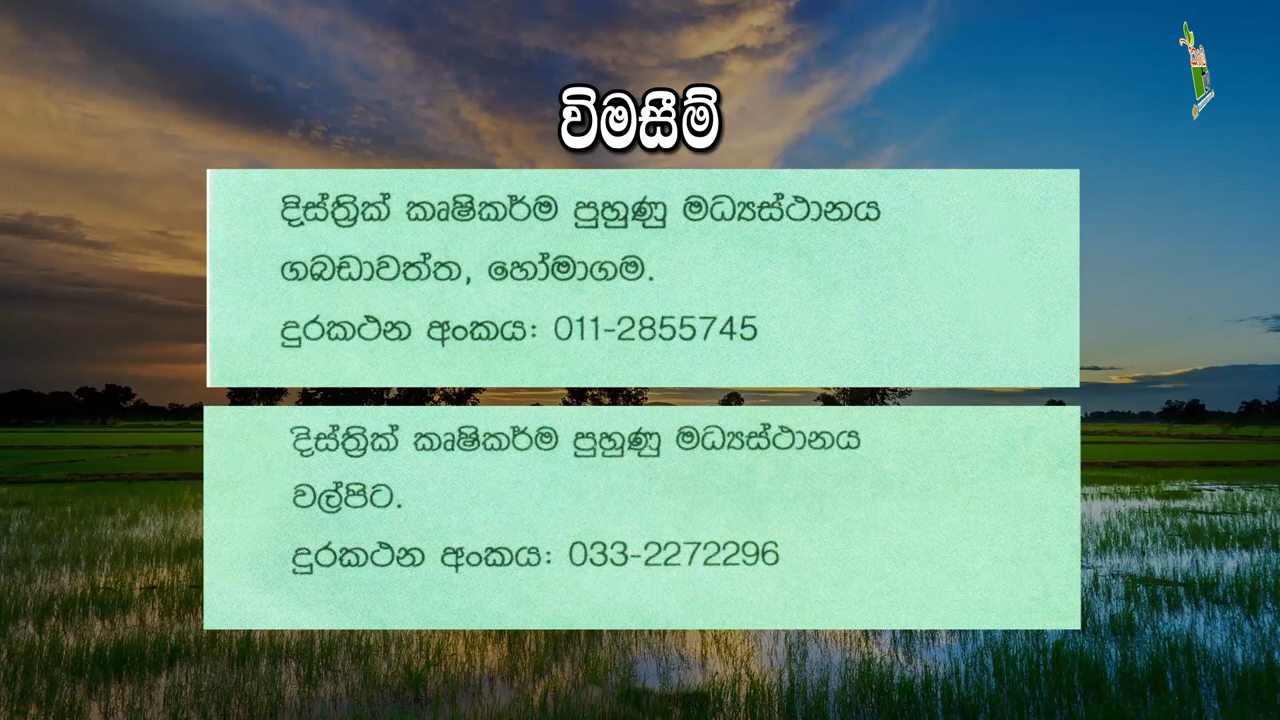 විමසීම්
දිස්ත්‍රික් කෘෂිකර්ම පුහුණු මධ්‍යස්ථානය
ගබඩාවත්ත, හෝමාගම.
දුරකථන අංකය: 011-2855745
දිස්ත්‍රික් කෘෂිකර්ම පුහුණු මධ්‍යස්ථානය
වල්පිට.
දුරකථන අංකය: 033-2272296